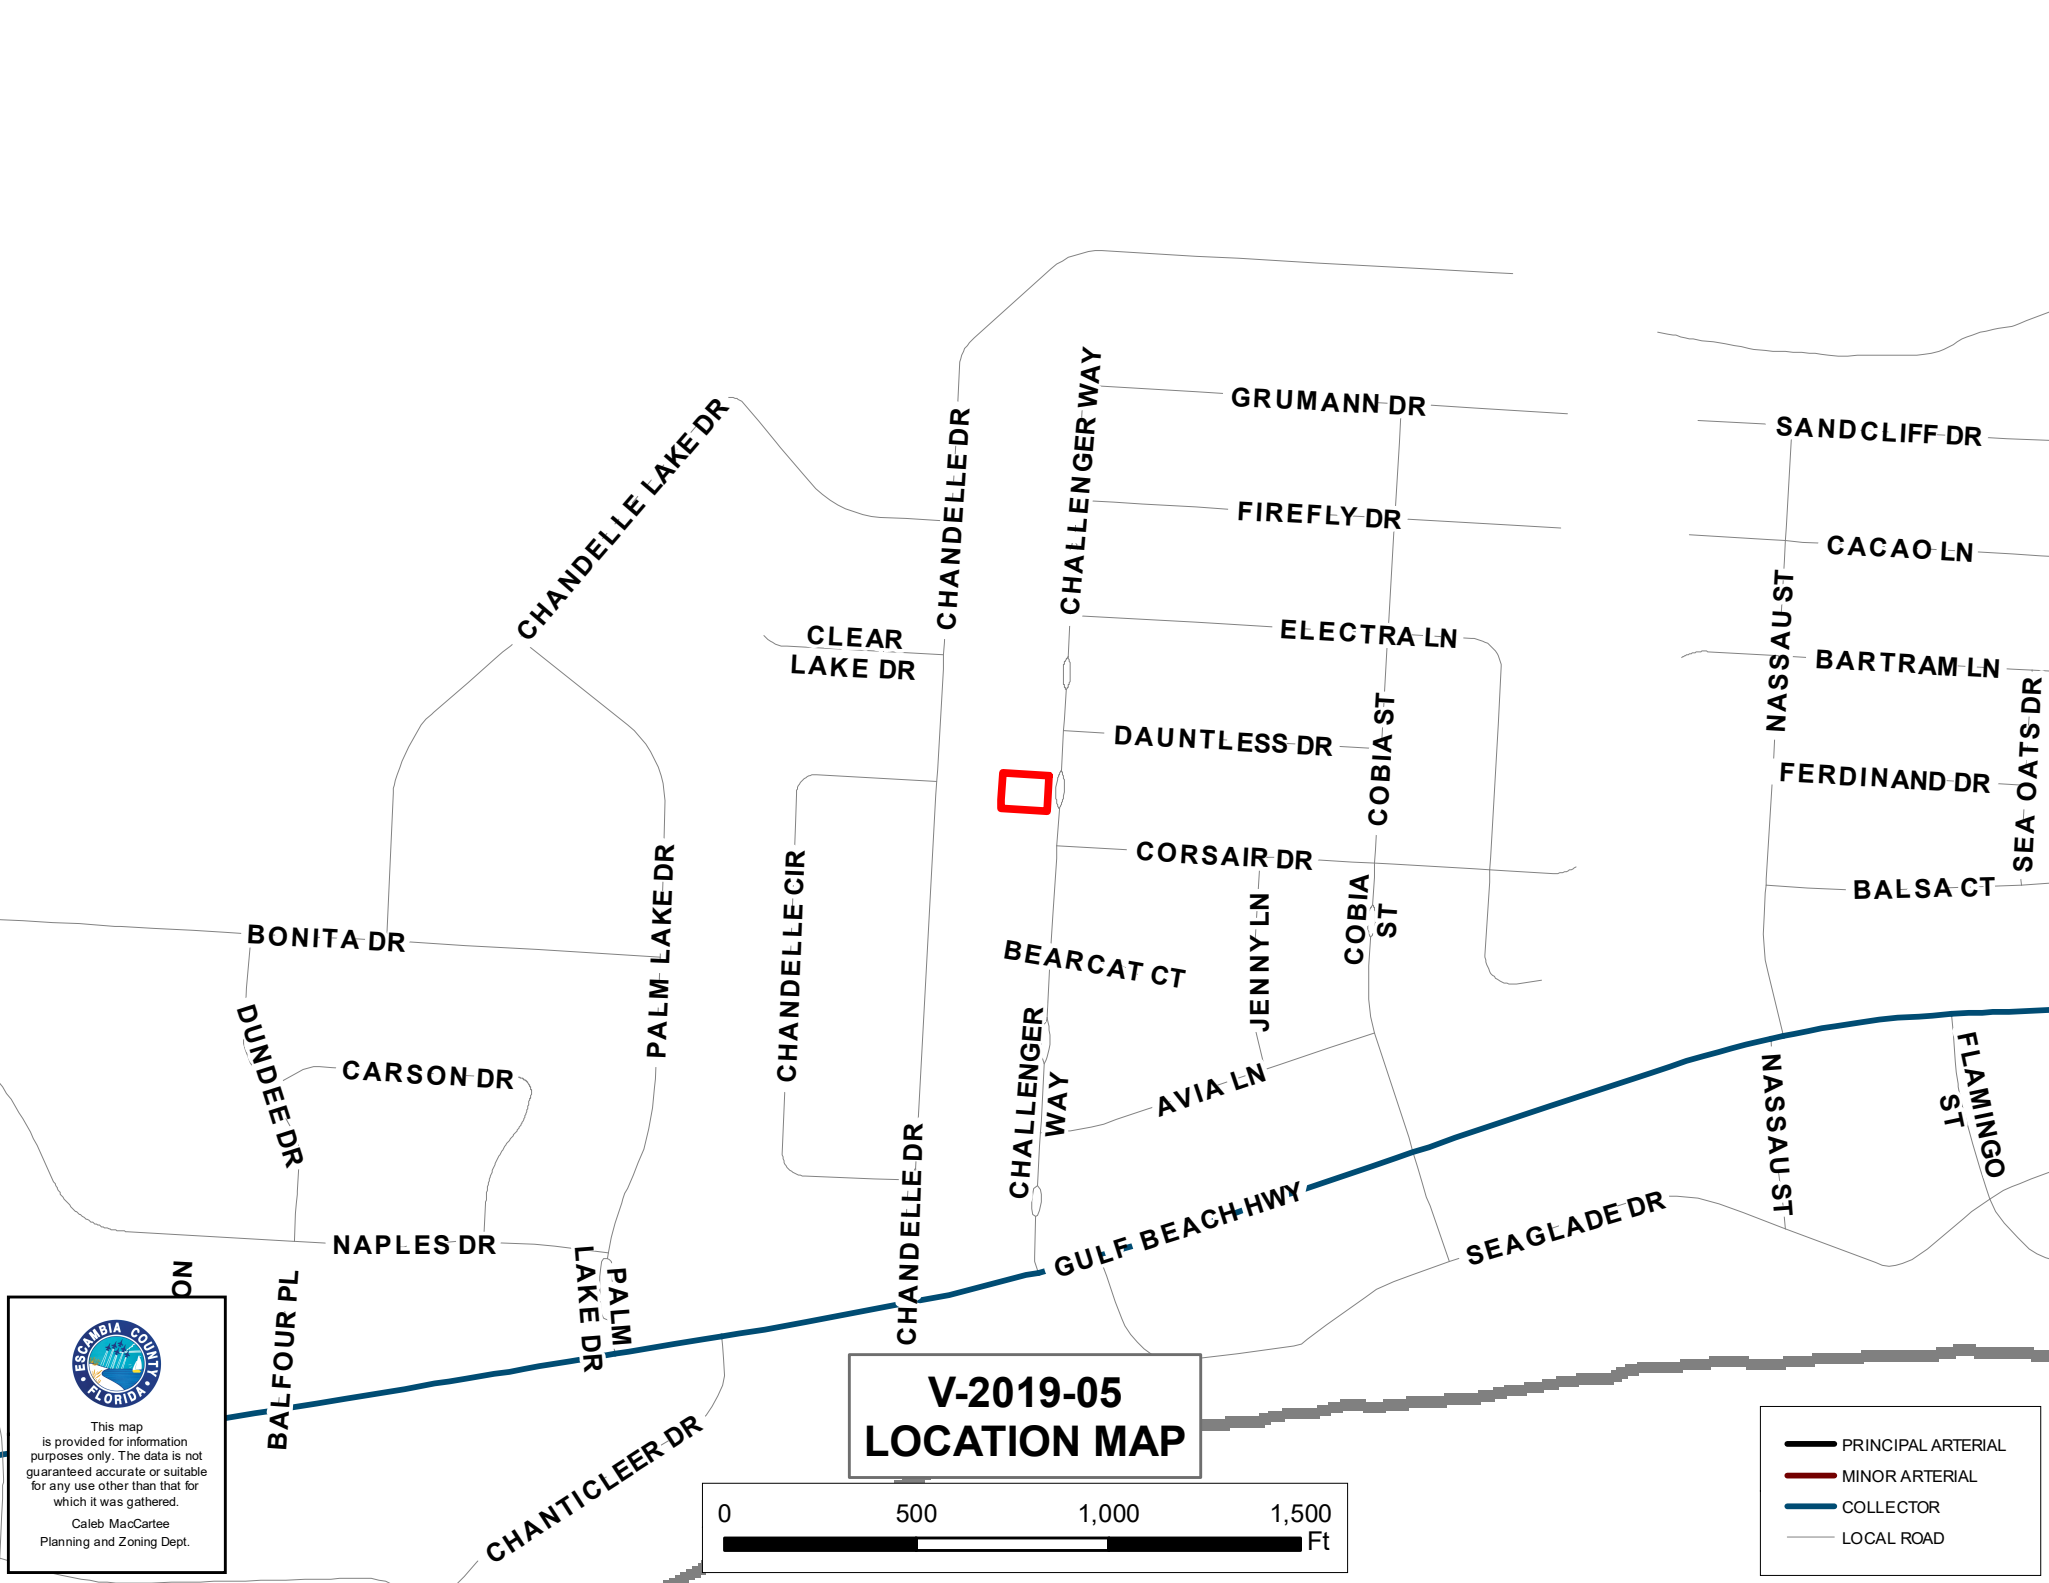 CHANDELLE LAKE DR
CHANDELLE DR
CHALLENGER WAY
GRUMANN DR
SANDCLIFF DR
FIREFLY DR
CACAO LN
CLEAR
LAKE DR
ELECTRA LN
NASSAU ST
BARTRAM LN
DAUNTLESS DR
COBIA ST
FERDINAND DR
SEA OATS DR
PALM LAKE DR
CHANDELLE CIR
CORSAIR DR
COBIA
ST
JENNY LN
BALSA CT
BONITA DR
BEARCAT CT
DUNDEE DR
CARSON DR
CHALLENGER
WAY
AVIA LN
NASSAU ST
FLAMINGO
ST
CHANDELLE DR
GULF BEACH HWY
SEAGLADE DR
NAPLES DR
ON
BALFOUR PL
PALM
LAKE DR
CHANTICLEER DR
ESCAMBIA COUNTY
FLORIDA
This map
is provided for information
purposes only. The data is not
guaranteed accurate or suitable
for any use other than that for
which it was gathered.
Caleb MacCartee
Planning and Zoning Dept.
V-2019-05
LOCATION MAP
0 500 1,000 1,500
Ft
PRINCIPAL ARTERIAL
MINOR ARTERIAL
COLLECTOR
LOCAL ROAD